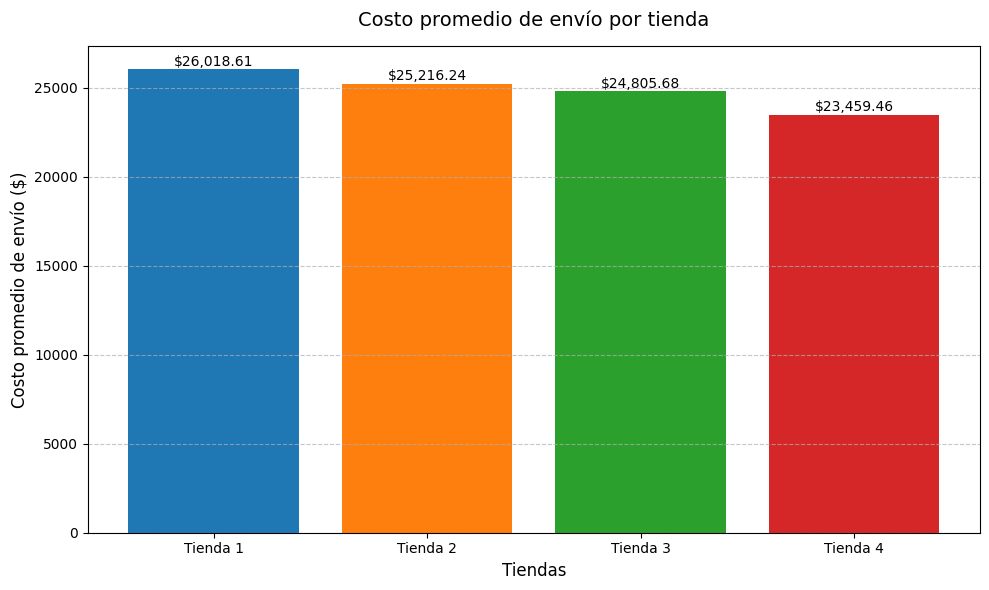 Costo promedio de envío por tienda
Costo promedio de envío ($)
25000
20000
15000
10000
5000
0
$26,018.61
$25,216.24
$24,805.68
$23,459.46
Tienda 1
Tienda 2
Tienda 3
Tienda 4
Tiendas